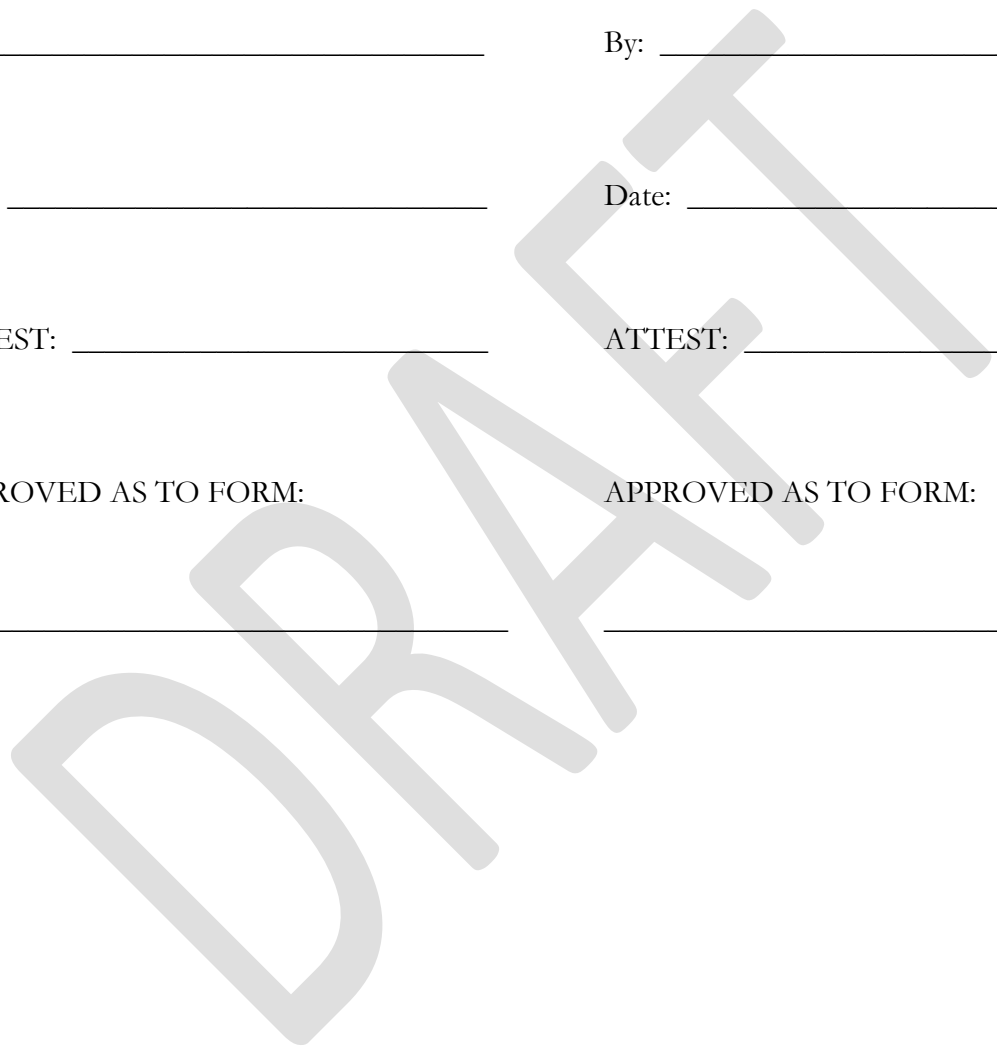 By:
Date:
EST: ATTEST:
ROVED AS TO FORM: APPROVED AS TO FORM:
DRAFT